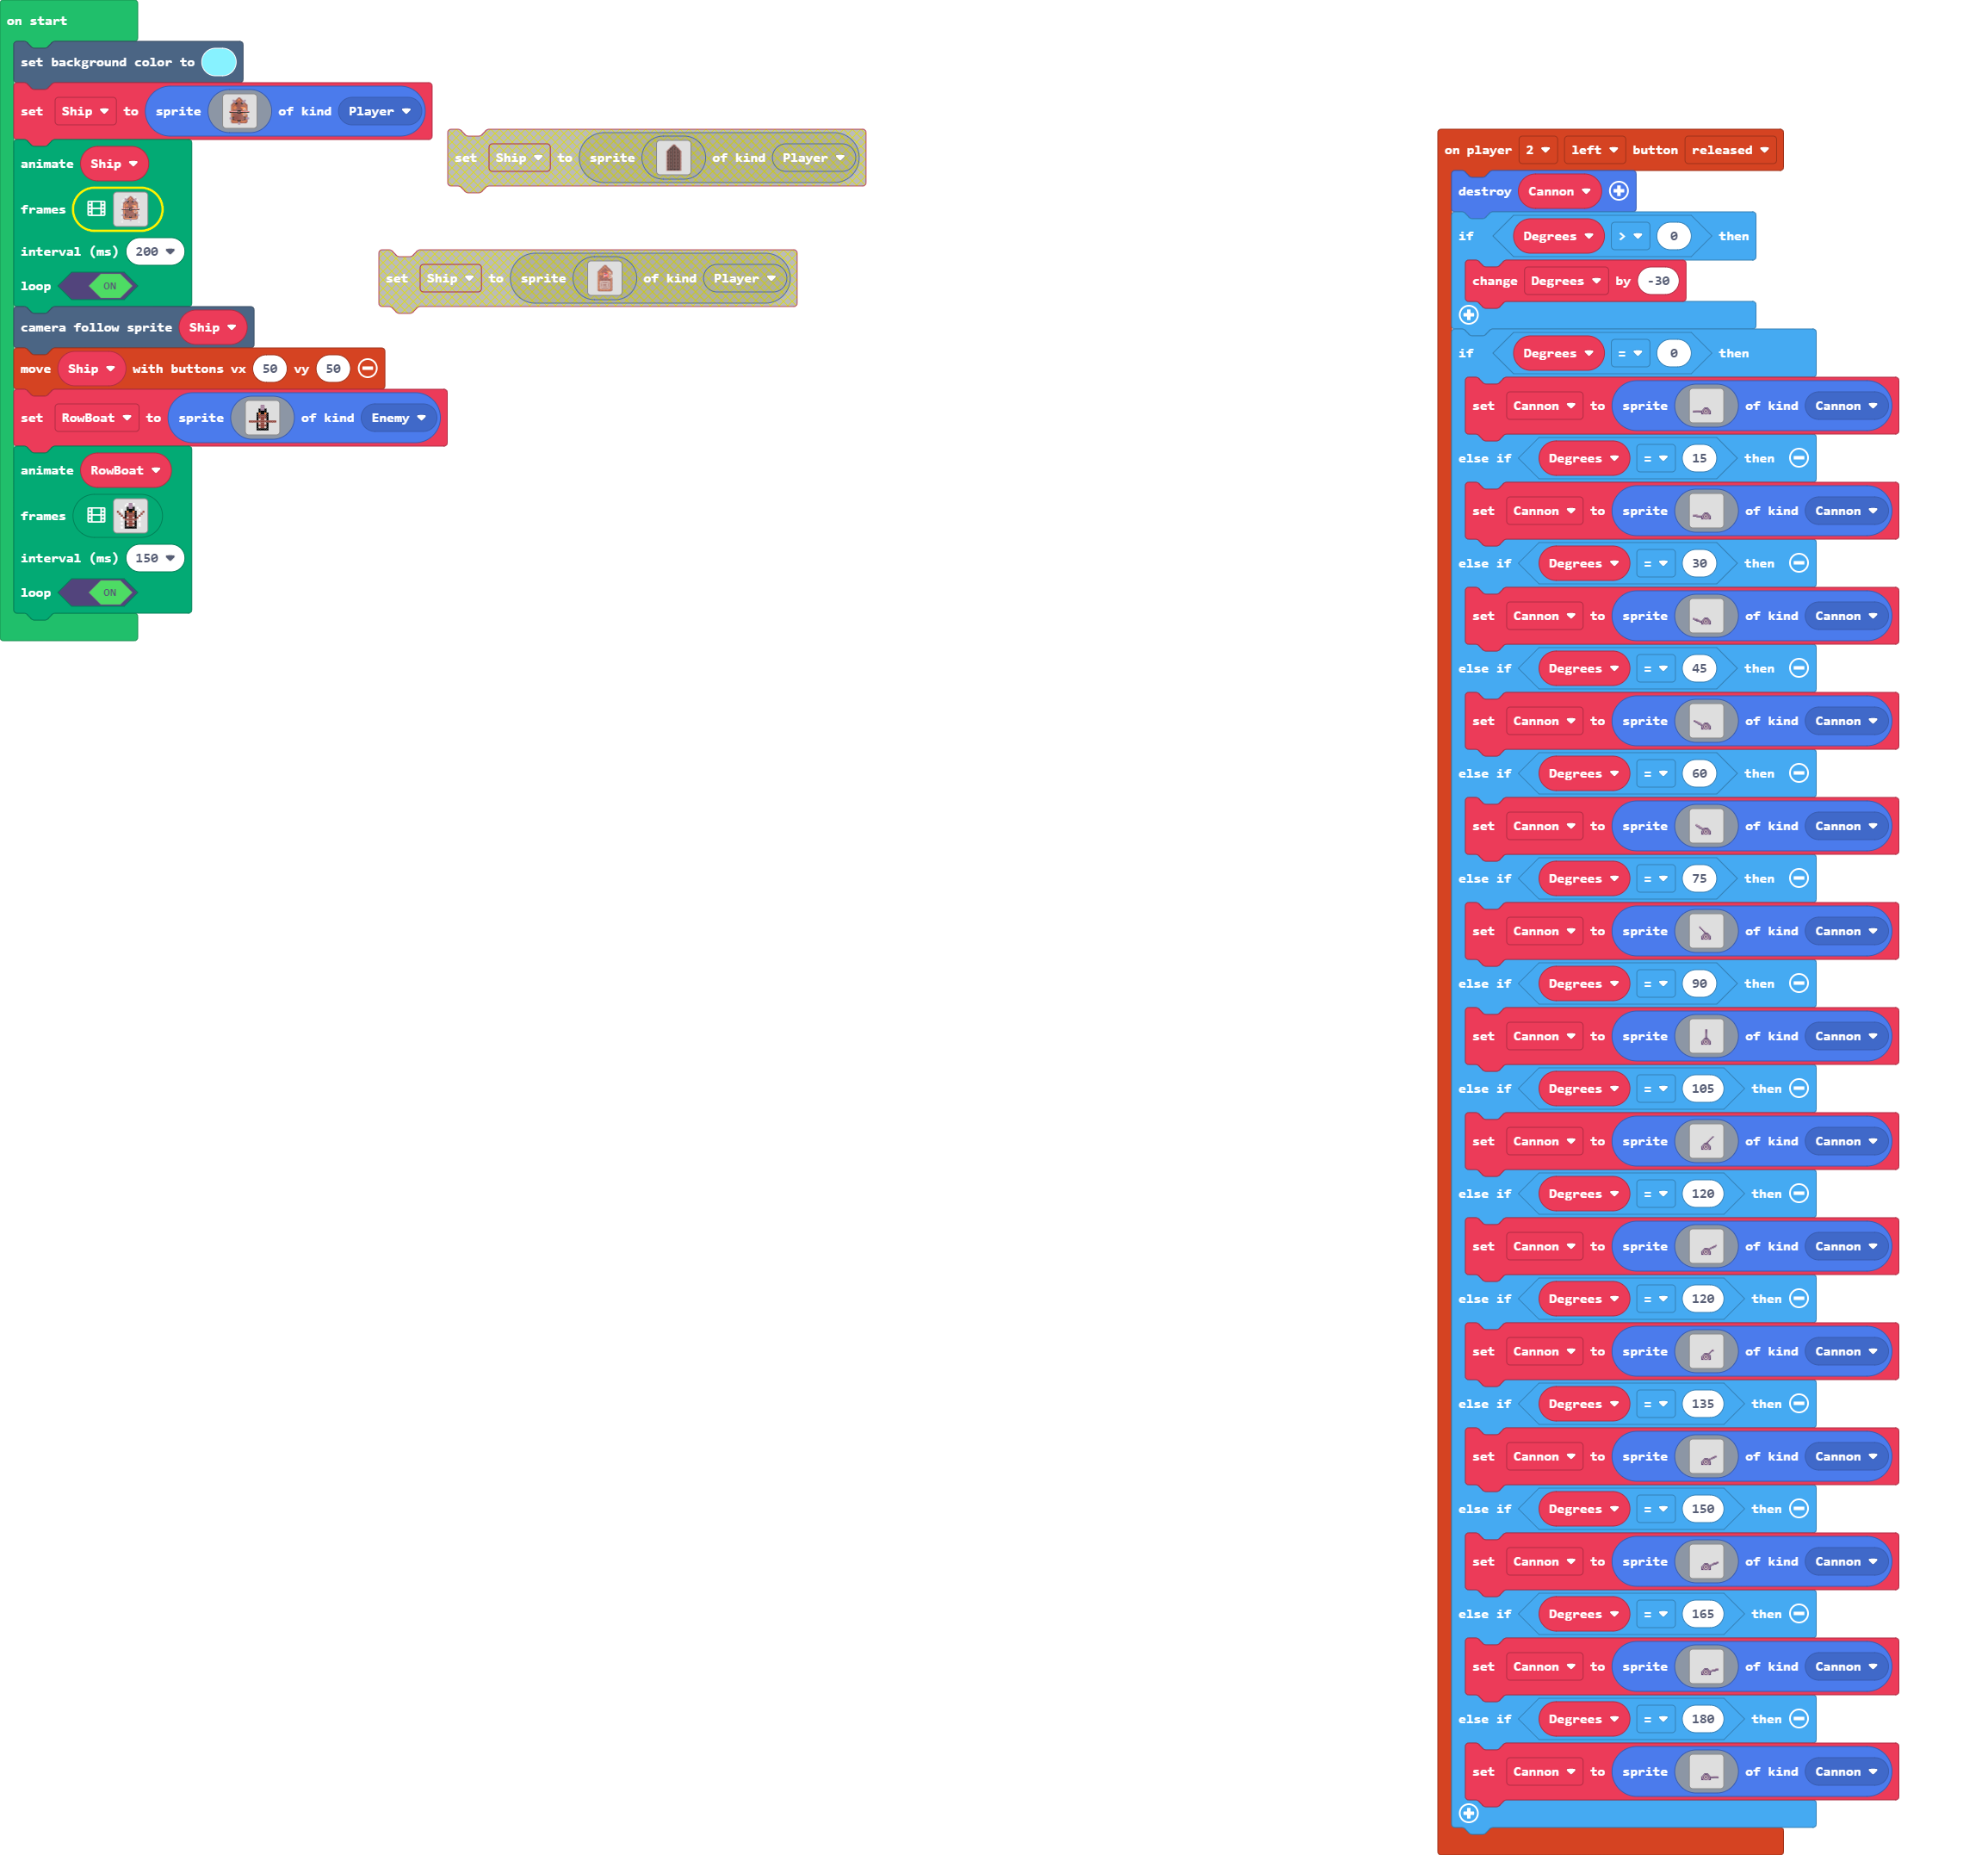 on start
set background color to
set Ship to sprite of kind Player
animate Ship
frames
interval (ms) 200
loop ON
camera follow sprite Ship
move Ship with buttons vx 50 vy 50
set RowBoat to sprite of kind Enemy
animate RowBoat
frames
interval (ms) 150
loop ON
set Ship to sprite of kind Player
set Ship to sprite of kind Player
on player 2 left button released
destroy Cannon
if Degrees > 0 then
change Degrees by -30
if Degrees = 0 then
set Cannon to sprite of kind Cannon
else if Degrees = 15 then
set Cannon to sprite of kind Cannon
else if Degrees = 30 then
set Cannon to sprite of kind Cannon
else if Degrees = 45 then
set Cannon to sprite of kind Cannon
else if Degrees = 60 then
set Cannon to sprite of kind Cannon
else if Degrees = 75 then
set Cannon to sprite of kind Cannon
else if Degrees = 90 then
set Cannon to sprite of kind Cannon
else if Degrees = 105 then
set Cannon to sprite of kind Cannon
else if Degrees = 120 then
set Cannon to sprite of kind Cannon
else if Degrees = 120 then
set Cannon to sprite of kind Cannon
else if Degrees = 135 then
set Cannon to sprite of kind Cannon
else if Degrees = 150 then
set Cannon to sprite of kind Cannon
else if Degrees = 165 then
set Cannon to sprite of kind Cannon
else if Degrees = 180 then
set Cannon to sprite of kind Cannon